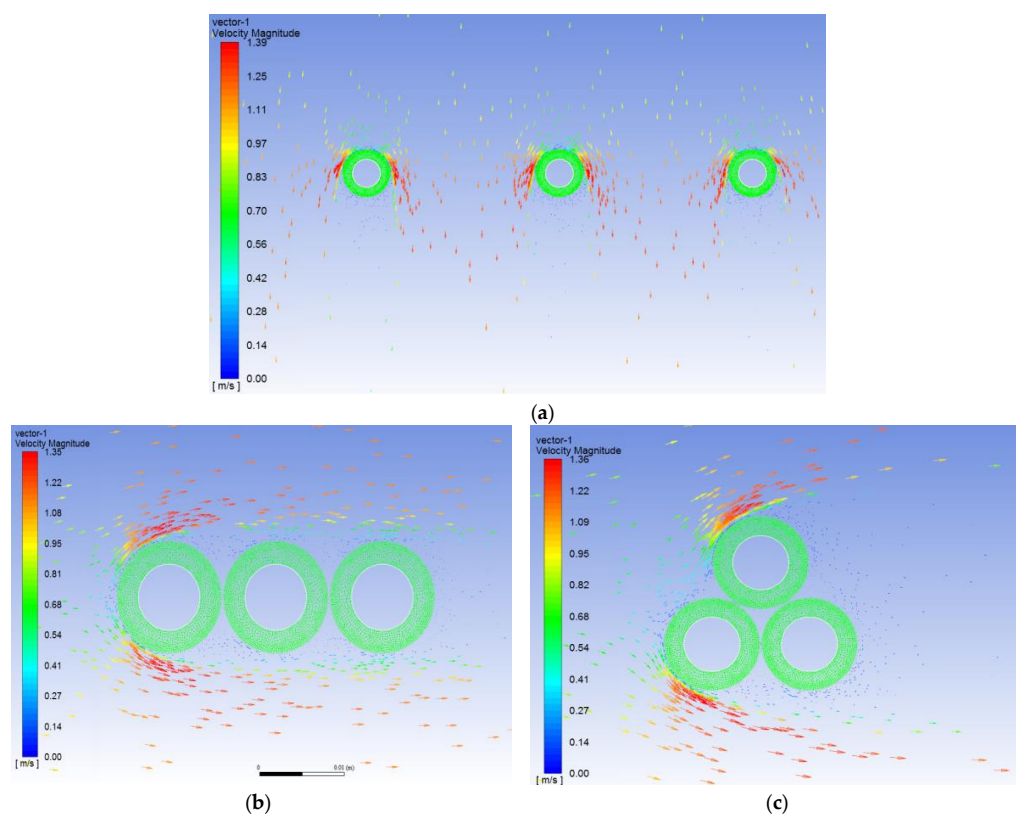 vector-1
Velocity Magnitude
1.39
1.25
1.11
0.97
0.83
0.70
0.56
0.42
0.28
0.14
0.00
[ m/s ]
(a)
vector-1
Velocity Magnitude
1.35
1.22
1.08
0.95
0.81
0.68
0.54
0.41
0.27
0.14
0.00
[ m/s ]
0
0.01 (m)
(b)
vector-1
Velocity Magnitude
1.36
1.22
1.09
0.95
0.82
0.68
0.54
0.41
0.27
0.14
0.00
[ m/s ]
(c)